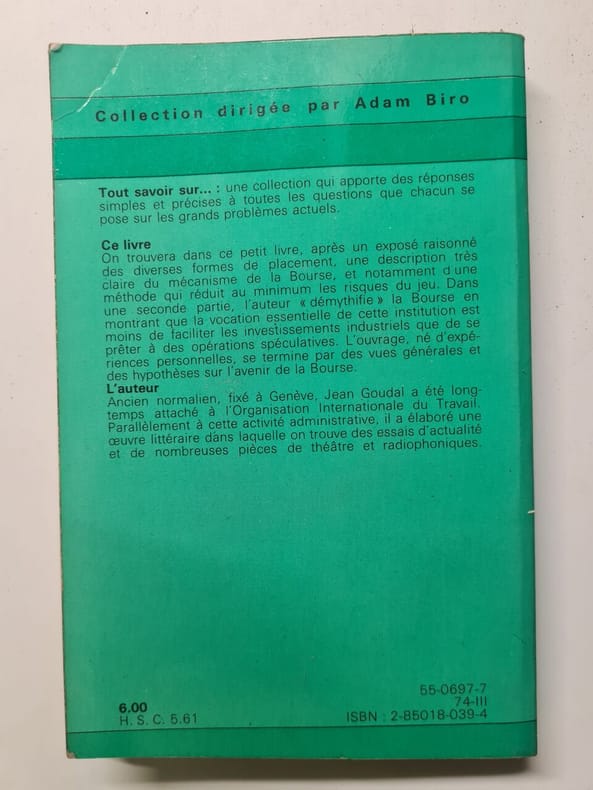 Collection dirigée par Adam Biro
Tout savoir sur... : une collection qui apporte des réponses
simples et précises à toutes les questions que chacun se
pose sur les grands problèmes actuels.
Ce livre
On trouvera dans ce petit livre, après un exposé raisonné
des diverses formes de placement, une description très
claire du mécanisme de la Bourse, et notamment d'une
méthode qui réduit au minimum les risques du jeu. Dans
une seconde partie, l'auteur « démythifie » la Bourse en
montrant que la vocation essentielle de cette institution est
moins de faciliter les investissements industriels que de se
prêter à des opérations spéculatives. L'ouvrage, né d'expé-
riences personnelles, se termine par des vues générales et
des hypothèses sur l'avenir de la Bourse.
L'auteur
Ancien normalien, fixé à Genève, Jean Goudal a été long-
temps attaché à l'Organisation Internationale du Travail.
Parallèlement à cette activité administrative, il a élaboré une
œuvre littéraire dans laquelle on trouve des essais d'actualité
et de nombreuses pièces de théâtre et radiophoniques.
55-0697-7
6.00 74-III
H. S. C. 5.61 ISBN : 2-85018-039-4